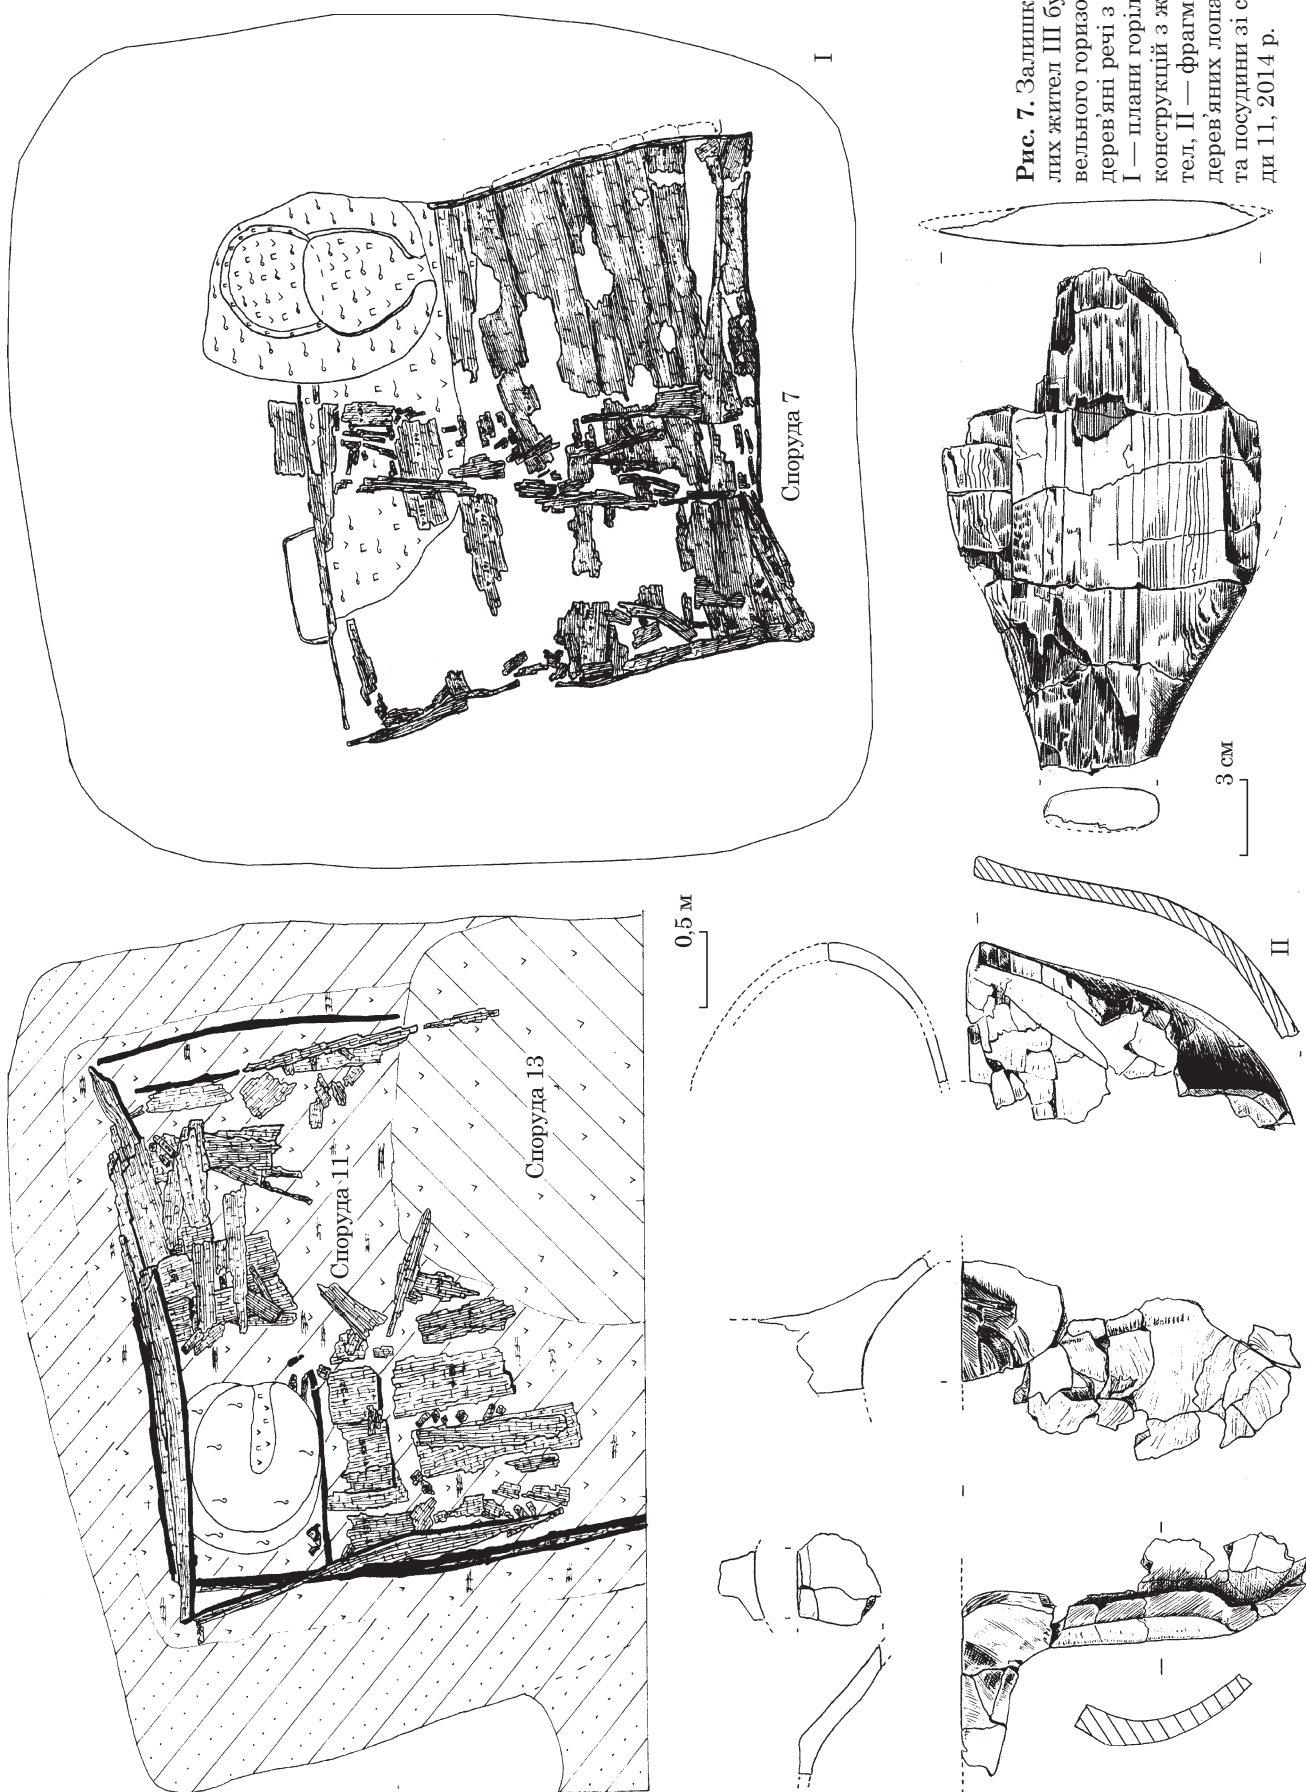 Рис. 7. Залишк
лих жител III бу
вельного горизо
дерев’яні речі з
I — плани горіл
конструкцій з ж
тел, II — фрагм
дерев’яних лопа
та посудини зі с
ди 11, 2014 р.
I
Споруда 7
Споруда 13
Споруда 11
0,5 м
3 см
II